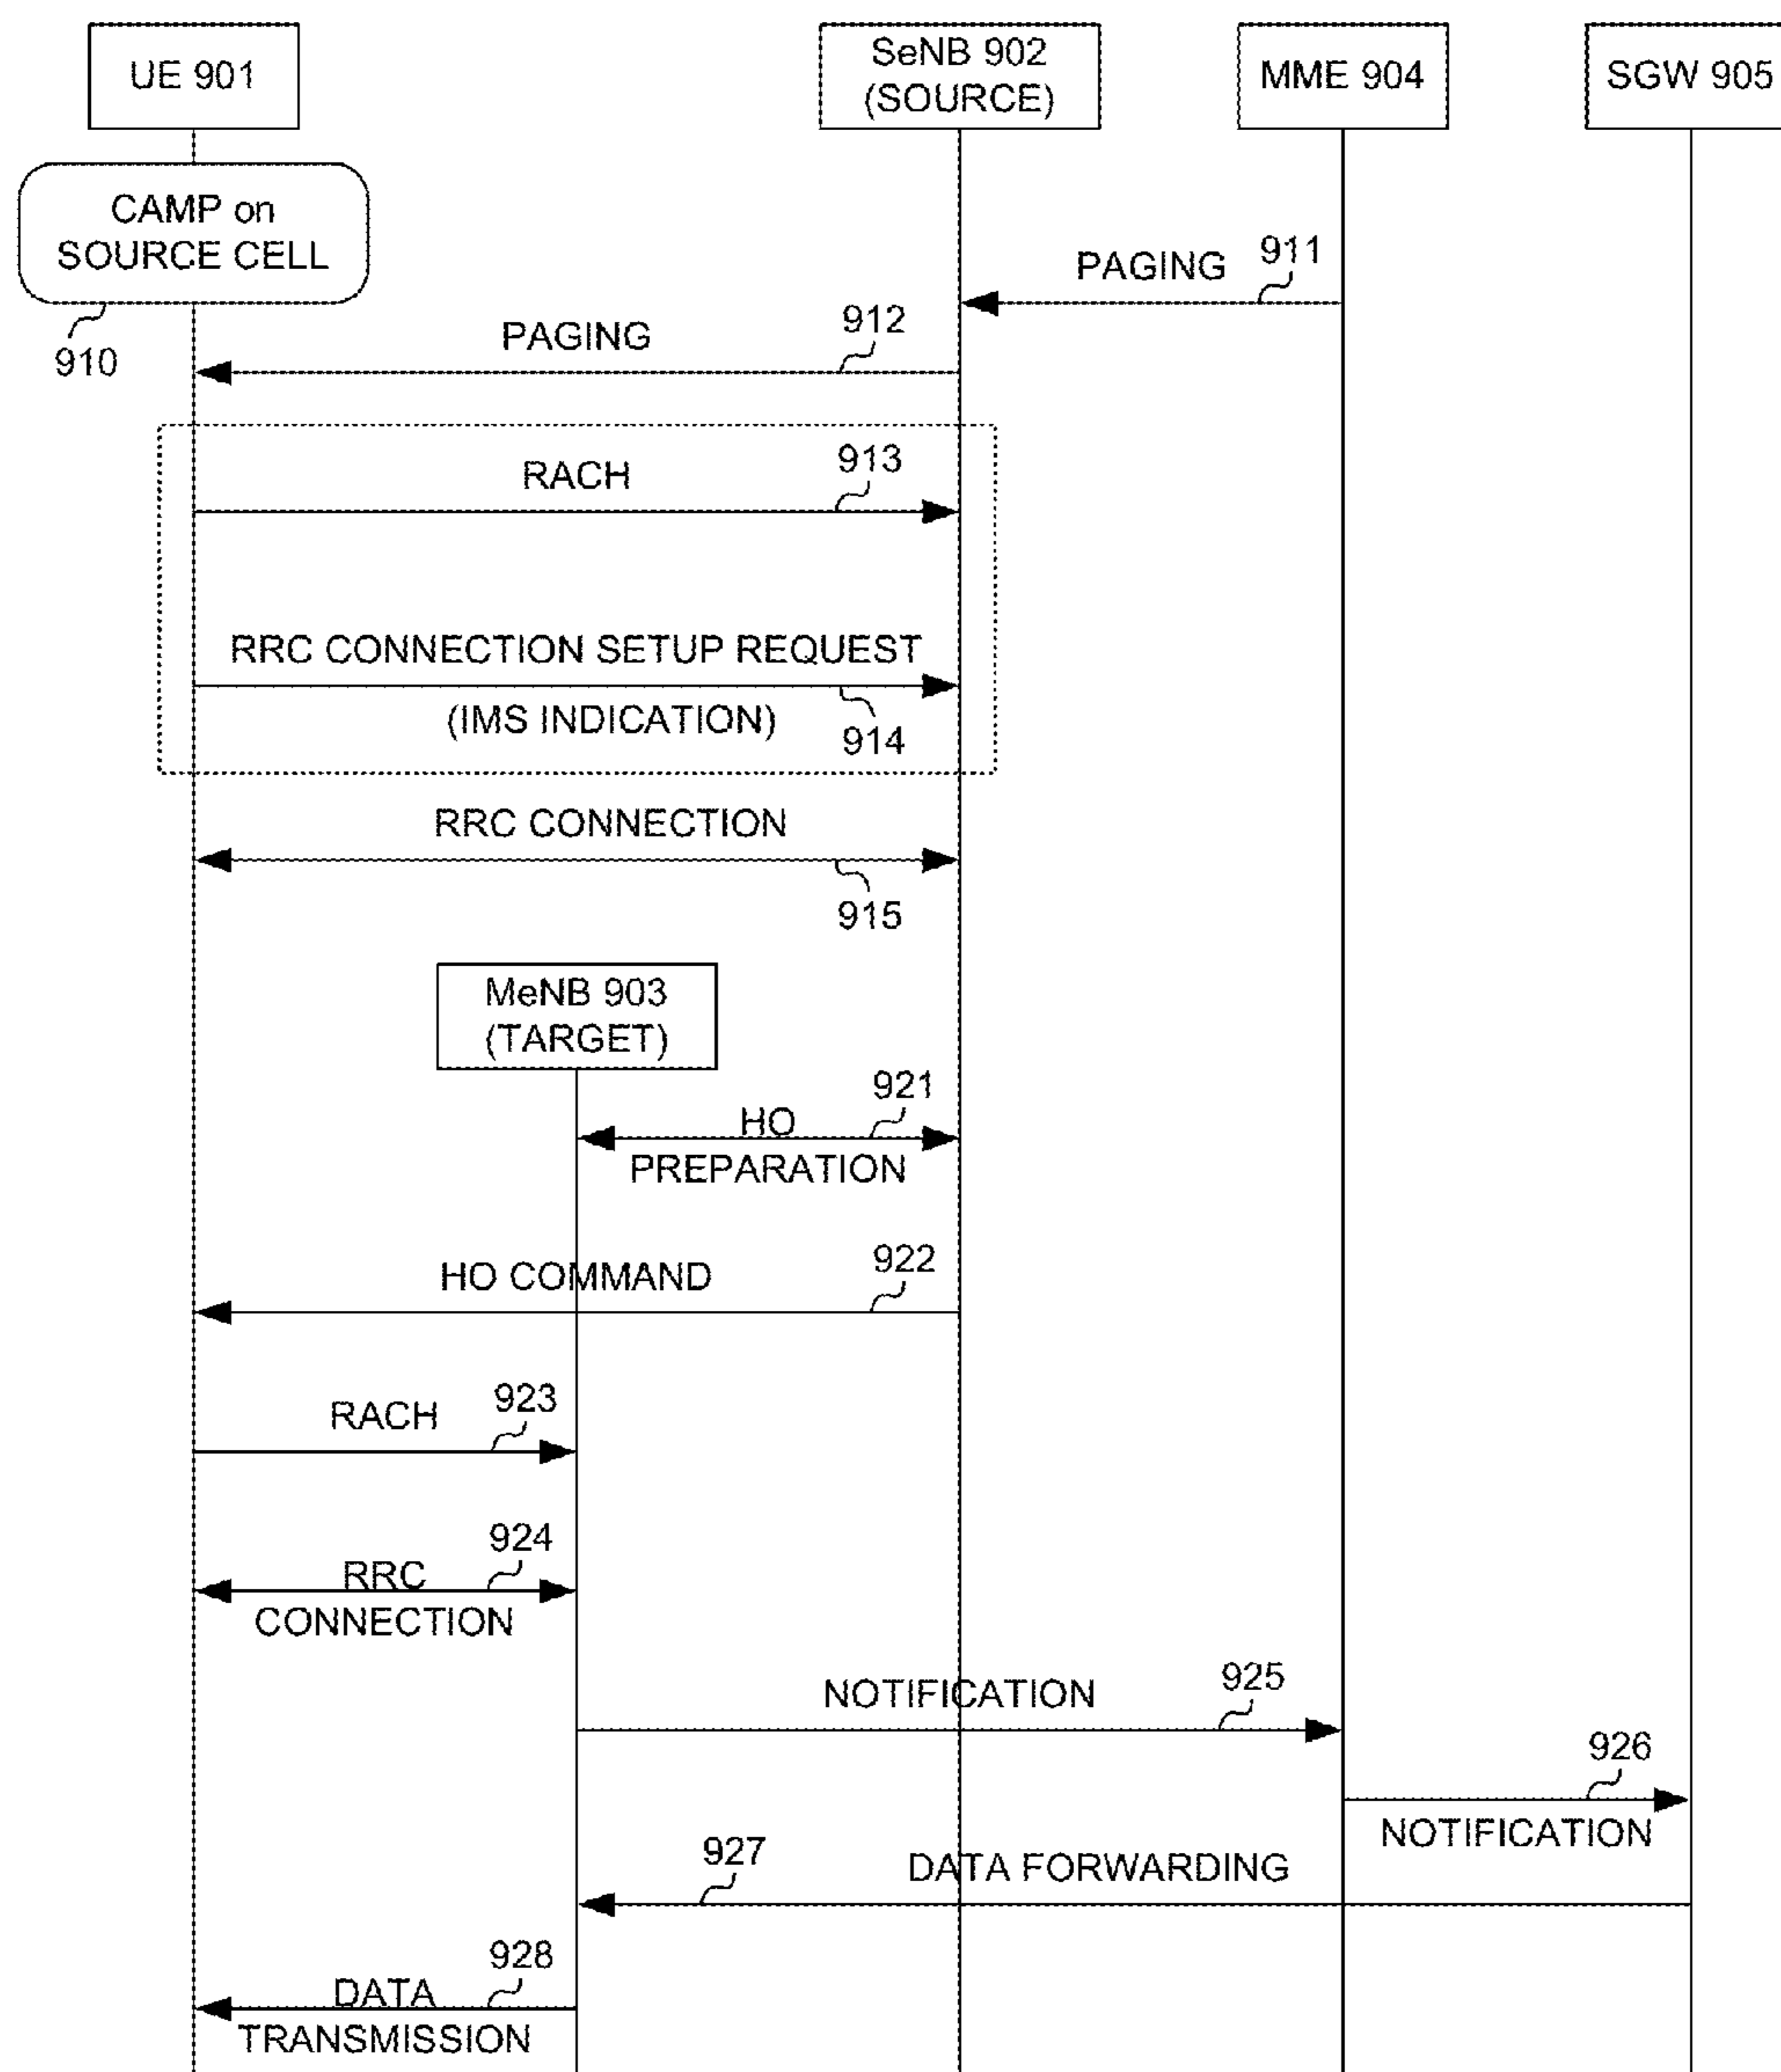 UE 901
SeNB 902
(SOURCE)
MME 904
SGW 905
CAMP on
SOURCE CELL
910
PAGING
911
PAGING
912
RACH
913
RRC CONNECTION SETUP REQUEST
(IMS INDICATION)
914
RRC CONNECTION
915
MeNB 903
(TARGET)
921
HO
PREPARATION
HO COMMAND
922
RACH
923
924
RRC
CONNECTION
NOTIFICATION
925
926
NOTIFICATION
927
DATA FORWARDING
928
DATA
TRANSMISSION